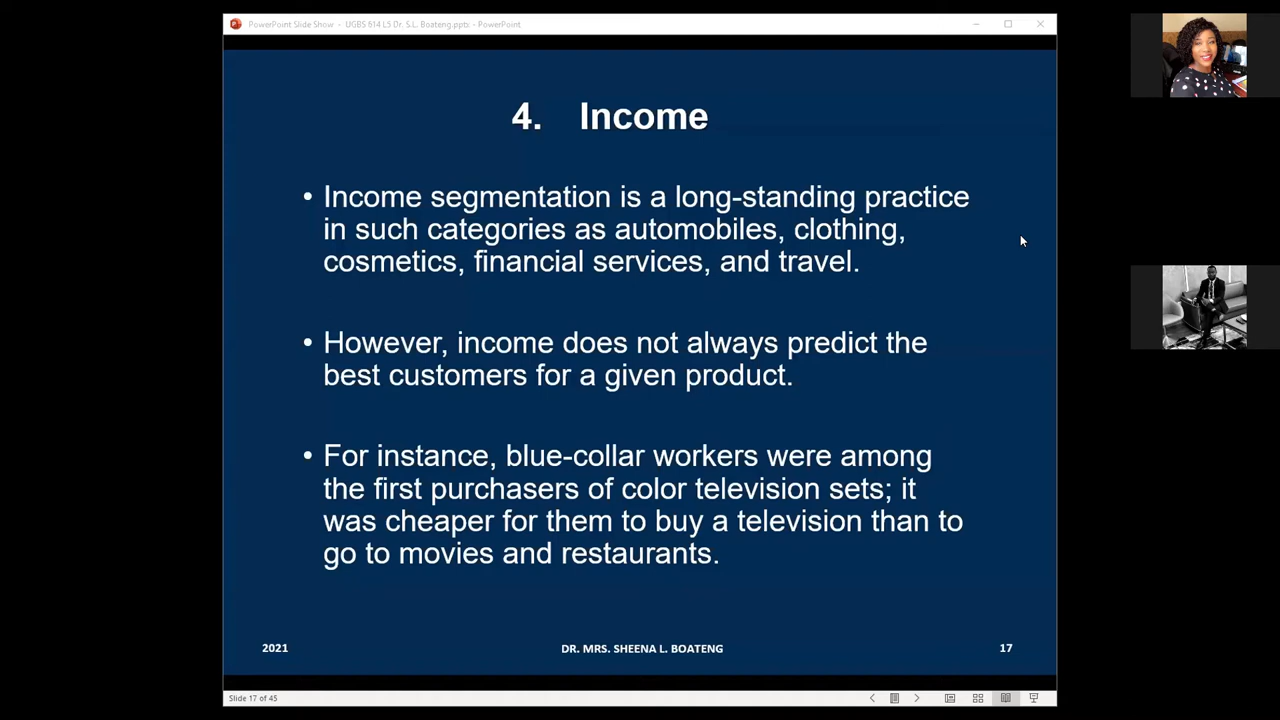 PowerPoint Slide Show - UGBS 614 L5 Dr. S.L. Boateng.pptx - PowerPoint
4. Income
• Income segmentation is a long-standing practice
in such categories as automobiles, clothing,
cosmetics, financial services, and travel.
• However, income does not always predict the
best customers for a given product.
• For instance, blue-collar workers were among
the first purchasers of color television sets; it
was cheaper for them to buy a television than to
go to movies and restaurants.
2021 DR. MRS. SHEENA L. BOATENG 17
Slide 17 of 45